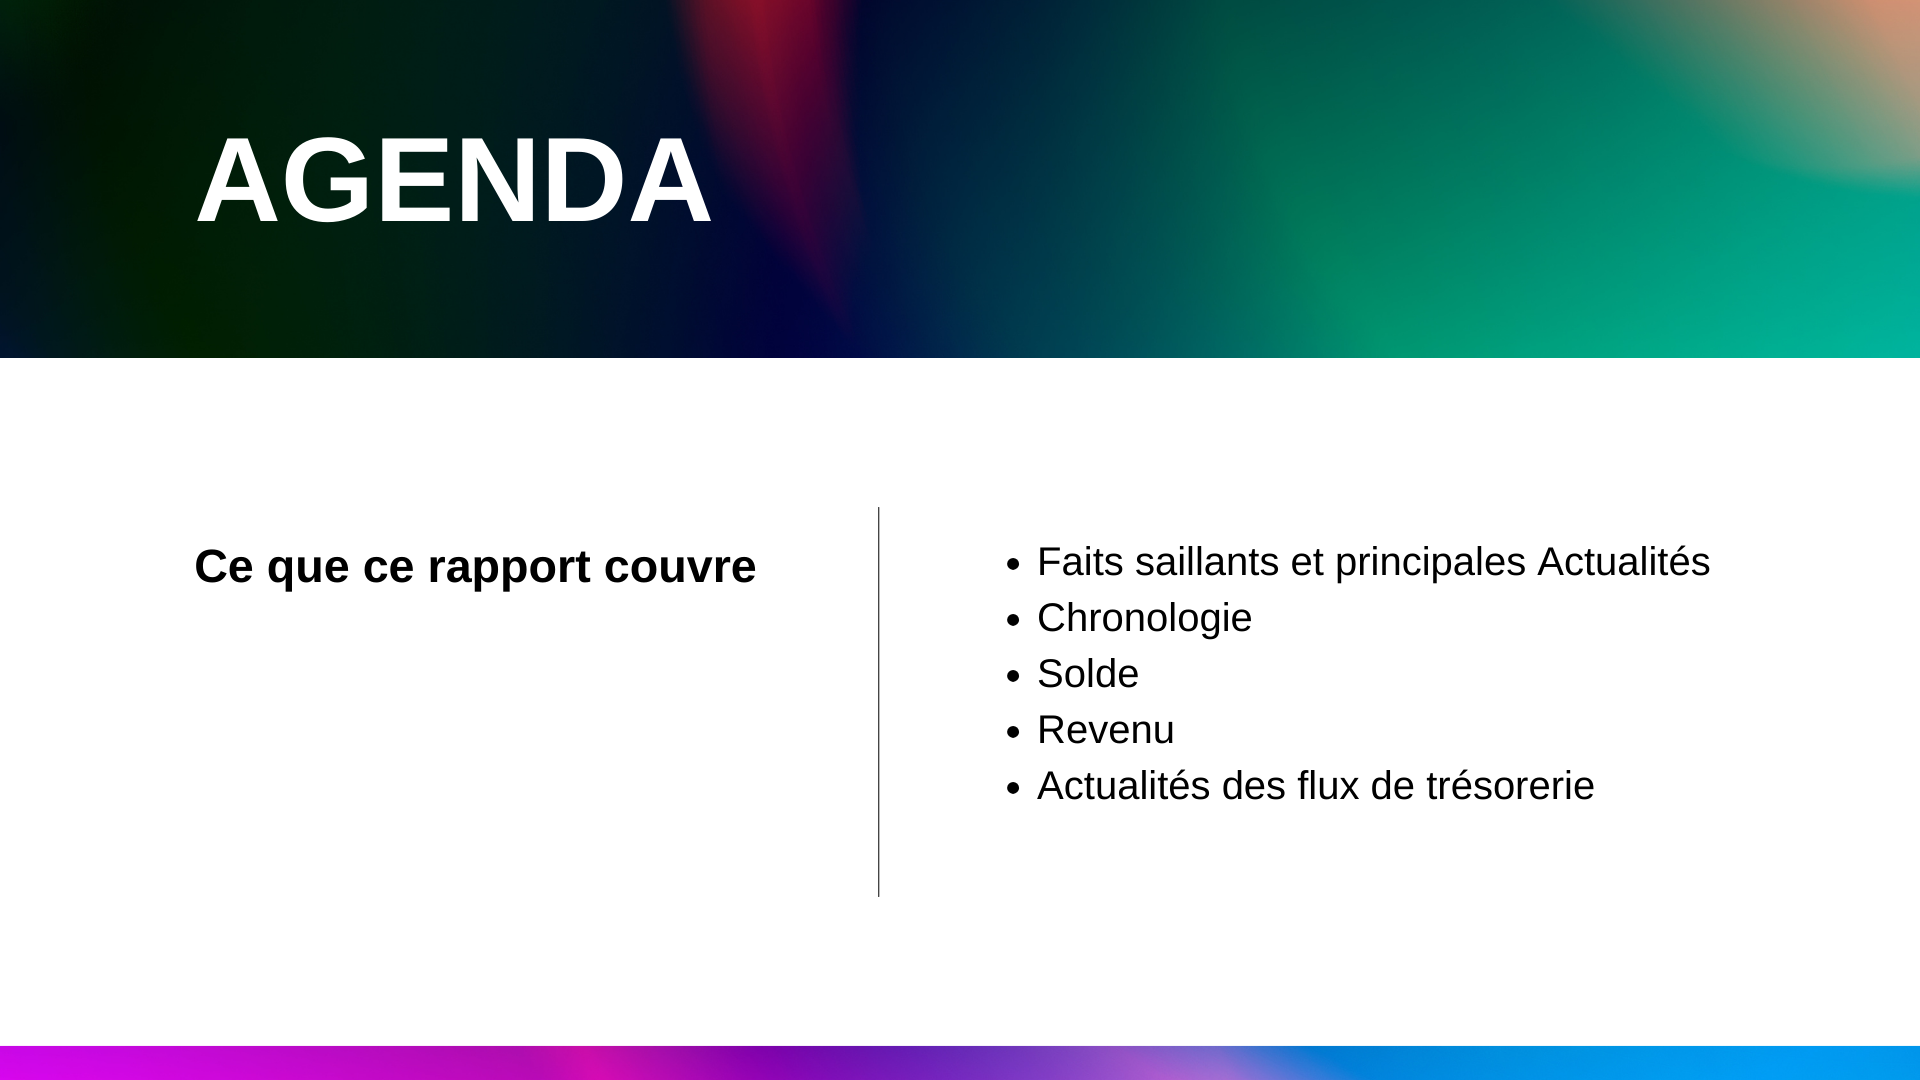 AGENDA
Ce que ce rapport couvre
• Faits saillants et principales Actualités
• Chronologie
• Solde
• Revenu
• Actualités des flux de trésorerie